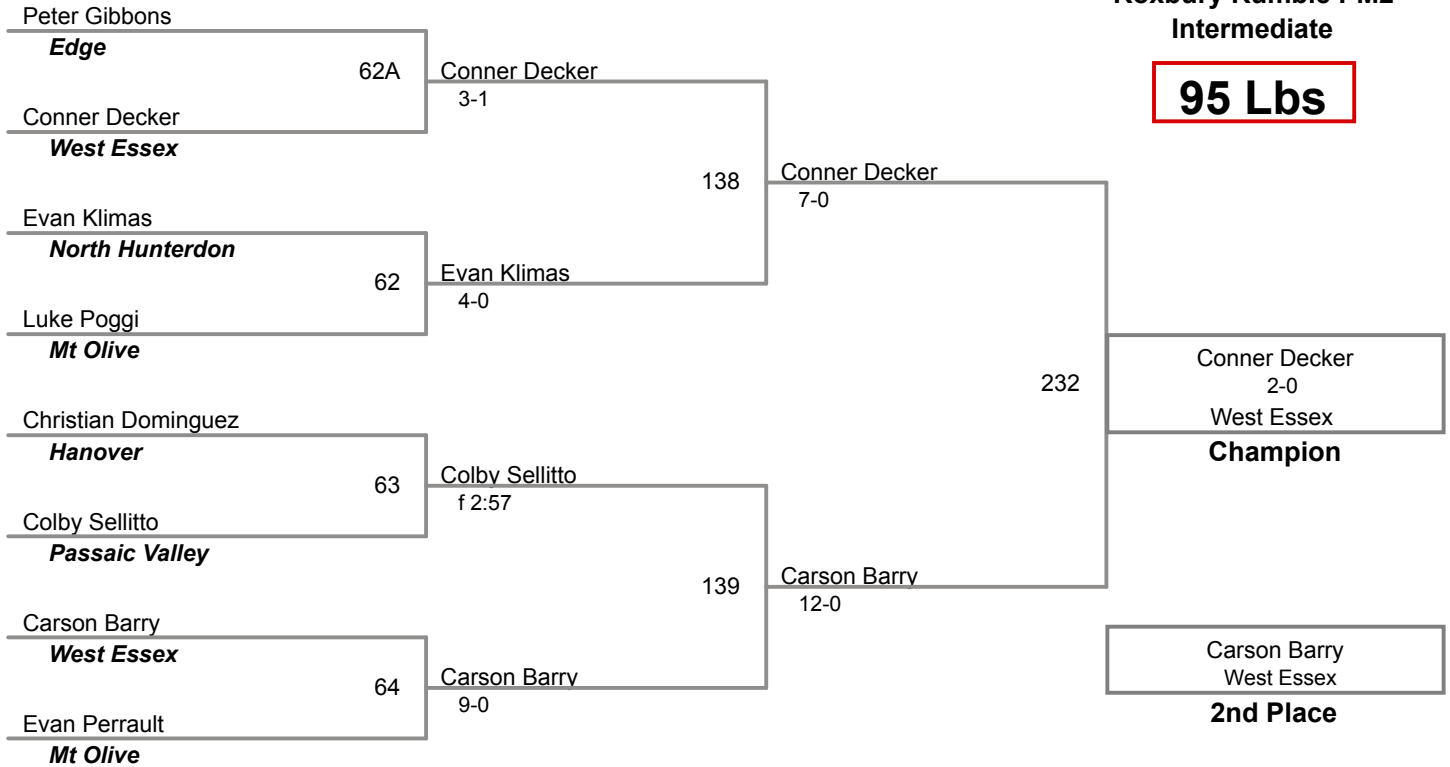 Roxbury Rumble PM2
Intermediate
95 Lbs
Peter Gibbons
Edge
62A
Conner Decker
3-1
Conner Decker
West Essex
138
Conner Decker
7-0
Evan Klimas
North Hunterdon
62
Evan Klimas
4-0
Luke Poggi
Mt Olive
232
Conner Decker
2-0
West Essex
Champion
Christian Dominguez
Hanover
63
Colby Sellitto
f 2:57
Colby Sellitto
Passaic Valley
139
Carson Barry
12-0
Carson Barry
West Essex
64
Carson Barry
9-0
Evan Perrault
Mt Olive
Carson Barry
West Essex
2nd Place